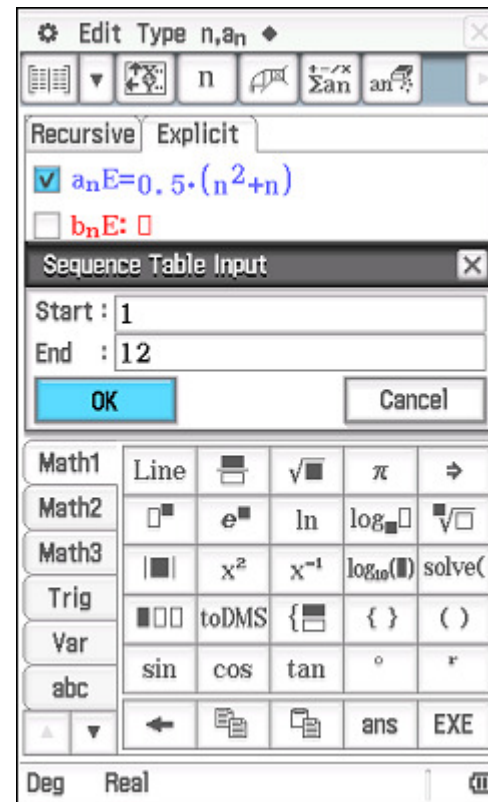 Edit Type n,aₙ
n Σan an
Recursive Explicit
aₙE=0.5·(n²+n)
bₙE:□
Sequence Table Input
Start : 1
End : 12
OK Cancel
Math1 Line √■ π ⇒
Math2 □■ e■ ln log■□ ■√□
Math3 |■| x² x⁻¹ log₁₀(■) solve(
Trig ■□□ toDMS { { } ( )
Var sin cos tan ° r
abc
ans EXE
Deg Real